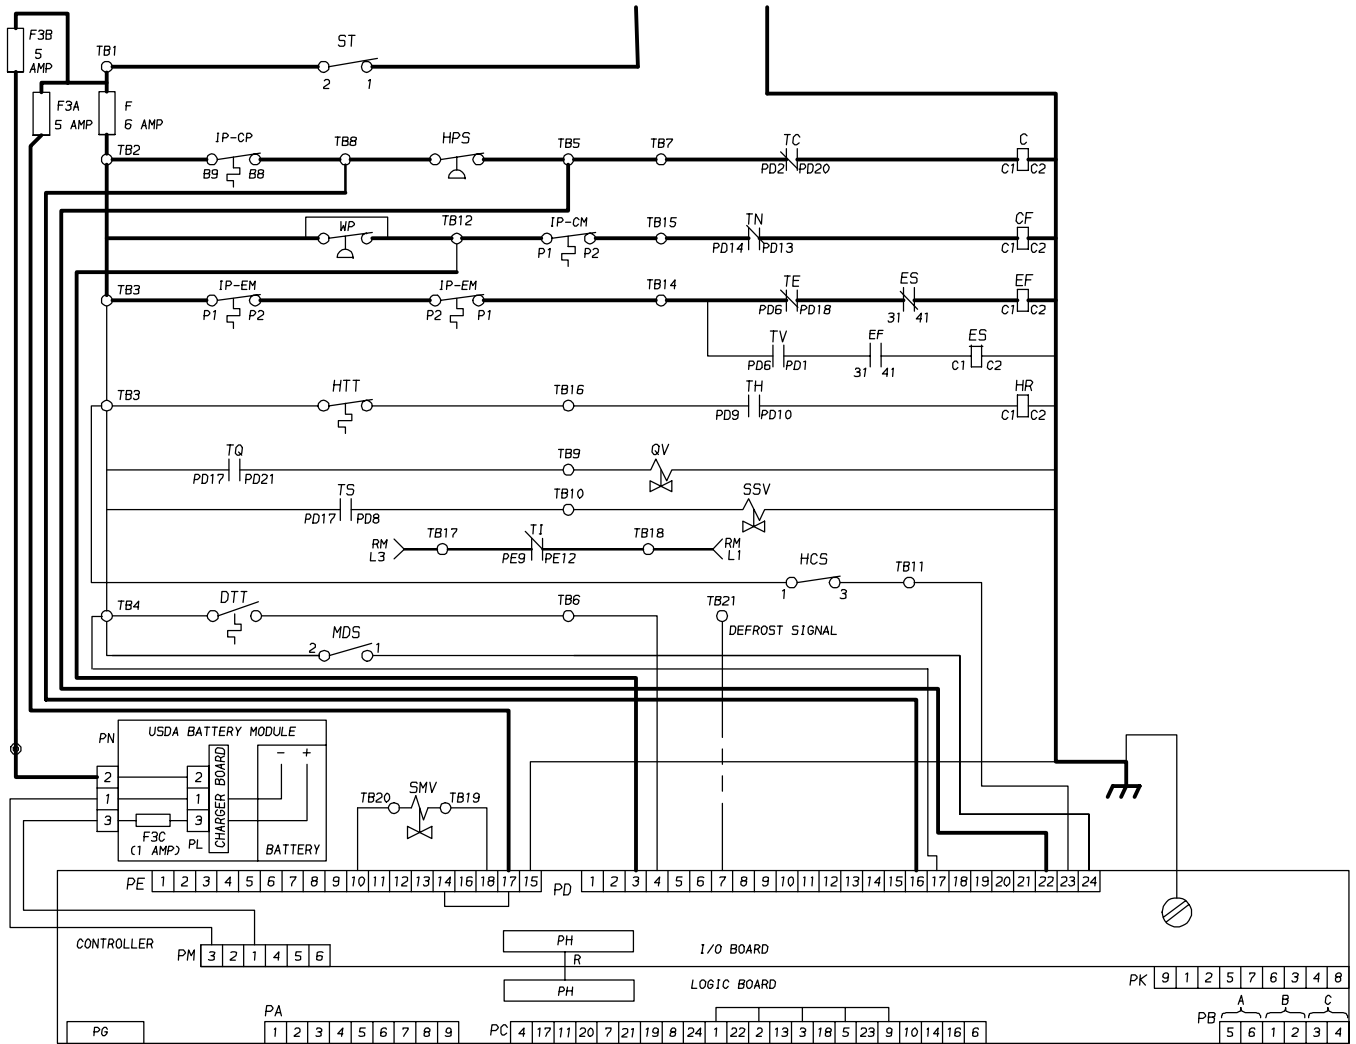 F3B
5
AMP
TB1
ST
2 1
F3A
5 AMP
F
6 AMP
TB2
IP-CP
B9 B8
TB8
HPS
TB5
TB7
TC
PD2 PD20
C
C1 C2
WP
TB12
IP-CM
P1 P2
TB15
TN
PD14 PD13
CF
C1 C2
TB3
IP-EM
P1 P2
IP-EM
P2 P1
TB14
TE
PD6 PD18
ES
31 41
EF
C1 C2
TV
PD6 PD1
EF
31 41
ES
C1 C2
TB3
HTT
TB16
TH
PD9 PD10
HR
C1 C2
TQ
PD17 PD21
TB9
QV
TS
PD17 PD8
TB10
SSV
RM
L3
TB17
TI
PE9 PE12
TB18
RM
L1
HCS
1 3
TB11
TB4
DTT
TB6
TB21
DEFROST SIGNAL
MDS
2 1
PN
USDA BATTERY MODULE
- +
2
1
3
2
1
3
CHARGER BOARD
F3C
(1 AMP)
PL
BATTERY
TB20
SMV
TB19
PE 1 2 3 4 5 6 7 8 9 10 11 12 13 14 16 18 17 15
PD 1 2 3 4 5 6 7 8 9 10 11 12 13 14 15 16 17 18 19 20 21 22 23 24
CONTROLLER
PM 3 2 1 4 5 6
PH
R
PH
I/O BOARD
LOGIC BOARD
PK 9 1 2 5 7 6 3 4 8
PG
PA
1 2 3 4 5 6 7 8 9
PC 4 17 11 20 7 21 19 8 24 1 22 2 13 3 18 5 23 9 10 14 16 6
A B C
PB 5 6 1 2 3 4